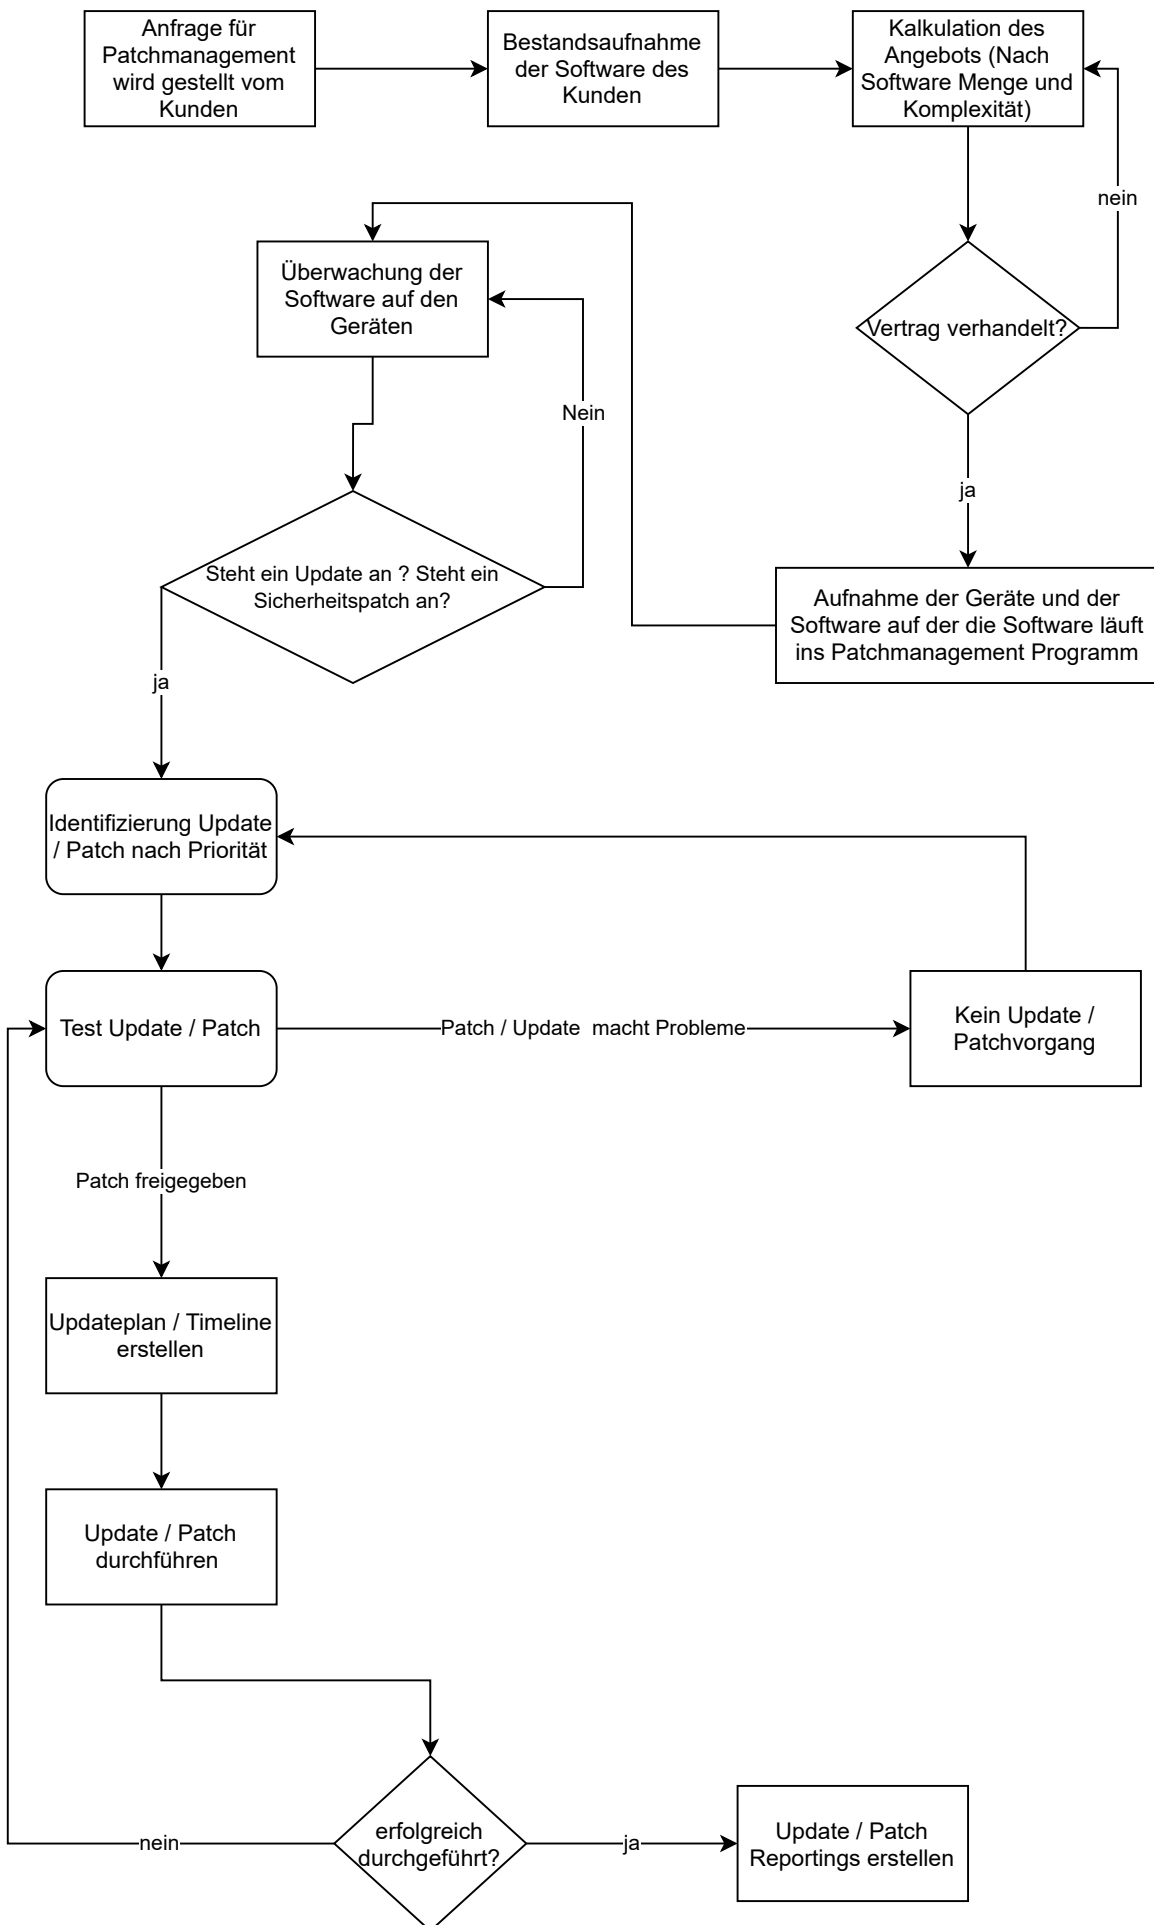 Anfrage für
Patchmanagement
wird gestellt vom
Kunden
Bestandsaufnahme
der Software des
Kunden
Kalkulation des
Angebots (Nach
Software Menge und
Komplexität)
nein
Vertrag verhandelt?
ja
Aufnahme der Geräte und der
Software auf der die Software läuft
ins Patchmanagement Programm
Überwachung der
Software auf den
Geräten
Nein
Steht ein Update an ? Steht ein
Sicherheitspatch an?
ja
Identifizierung Update
/ Patch nach Priorität
Test Update / Patch
Patch / Update  macht Probleme
Kein Update /
Patchvorgang
Patch freigegeben
Updateplan / Timeline
erstellen
Update / Patch
durchführen
erfolgreich
durchgeführt?
nein
ja
Update / Patch
Reportings erstellen